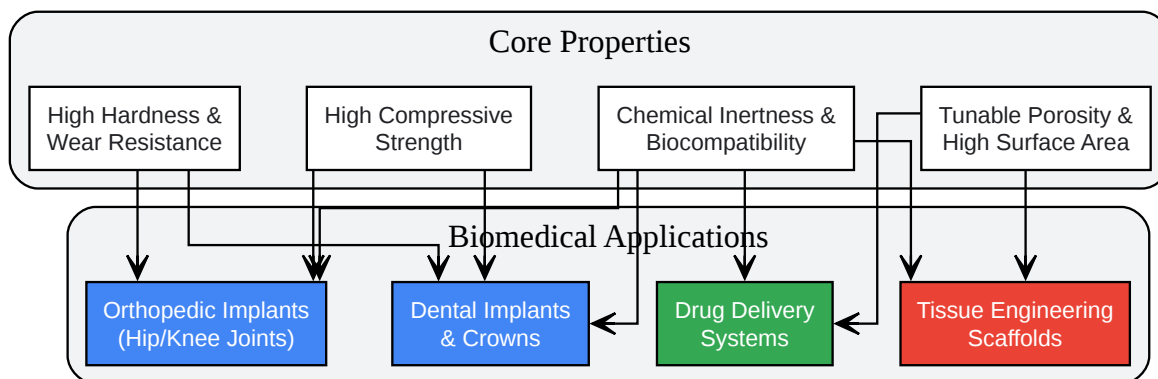 Core Properties
High Hardness &
Wear Resistance
High Compressive
Strength
Chemical Inertness &
Biocompatibility
Tunable Porosity &
High Surface Area
Biomedical Applications
Orthopedic Implants
(Hip/Knee Joints)
Dental Implants
& Crowns
Drug Delivery
Systems
Tissue Engineering
Scaffolds